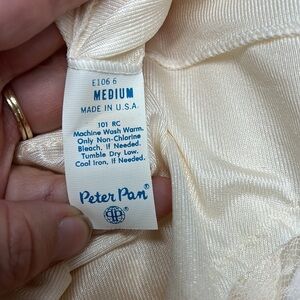 E106 6
MEDIUM
MADE IN U.S.A.
101 RC
Machine Wash Warm.
Only Non-Chlorine
Bleach, If Needed.
Tumble Dry Low.
Cool Iron, If Needed.
Peter Pan®